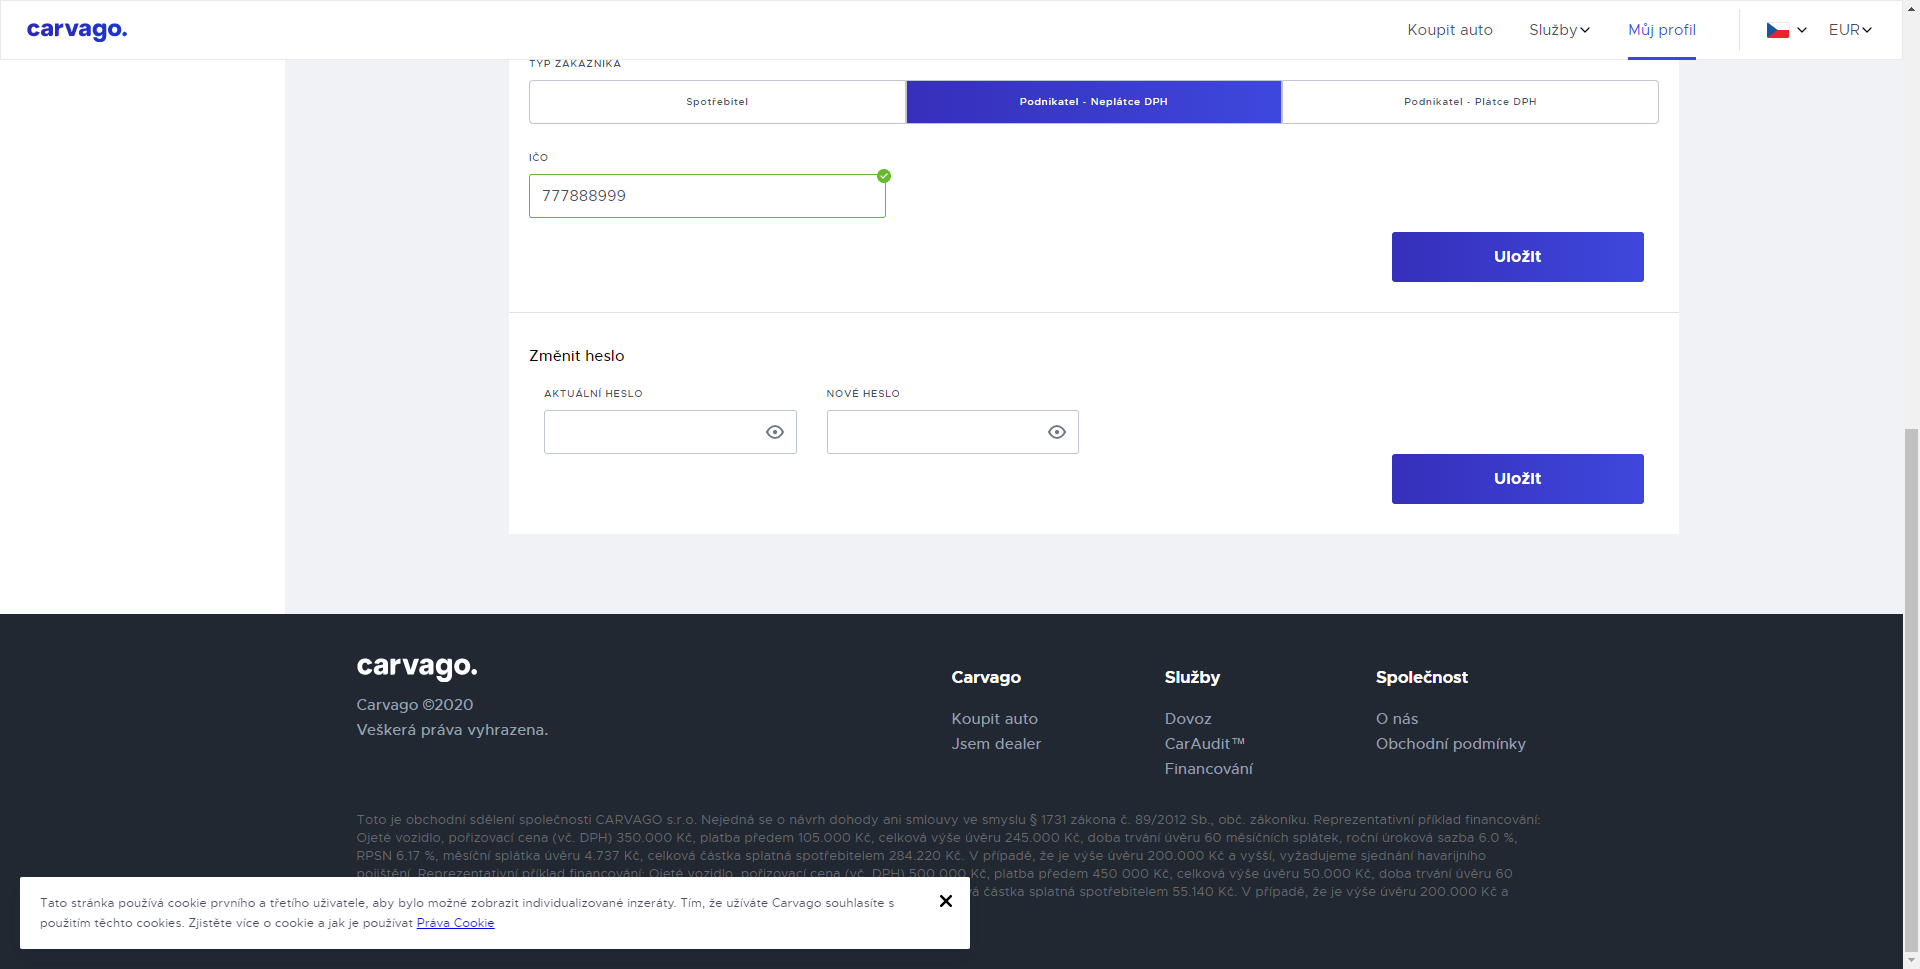 carvago.
Koupit auto
Služby
Můj profil
EUR
TYP ZÁKAZNÍKA
Spotřebitel
Podnikatel - Neplátce DPH
Podnikatel - Plátce DPH
IČO
777888999
Uložit
Změnit heslo
AKTUÁLNÍ HESLO
NOVÉ HESLO
Uložit
carvago.
Carvago ©2020
Veškerá práva vyhrazena.
Carvago
Koupit auto
Jsem dealer
Služby
Dovoz
CarAudit™
Financování
Společnost
O nás
Obchodní podmínky
Toto je obchodní sdělení společnosti CARVAGO s.r.o. Nejedná se o návrh dohody ani smlouvy ve smyslu § 1731 zákona č. 89/2012 Sb., obč. zákoníku. Reprezentativní příklad financování:
Ojeté vozidlo, pořizovací cena (vč. DPH) 350.000 Kč, platba předem 105.000 Kč, celková výše úvěru 245.000 Kč, doba trvání úvěru 60 měsíčních splátek, roční úroková sazba 6.0 %,
RPSN 6.17 %, měsíční splátka úvěru 4.737 Kč, celková částka splatná spotřebitelem 284.220 Kč. V případě, že je výše úvěru 200.000 Kč a vyšší, vyžadujeme sjednání havarijního
pojištění. Reprezentativní příklad financování: Ojeté vozidlo, pořizovací cena (vč. DPH) 500 000 Kč, platba předem 450 000 Kč, celková výše úvěru 50.000 Kč, doba trvání úvěru 60
částka splatná spotřebitelem 55.140 Kč. V případě, že je výše úvěru 200.000 Kč a
Tato stránka používá cookie prvního a třetího uživatele, aby bylo možné zobrazit individualizované inzeráty. Tím, že užíváte Carvago souhlasíte s
použitím těchto cookies. Zjistěte více o cookie a jak je používat Práva Cookie